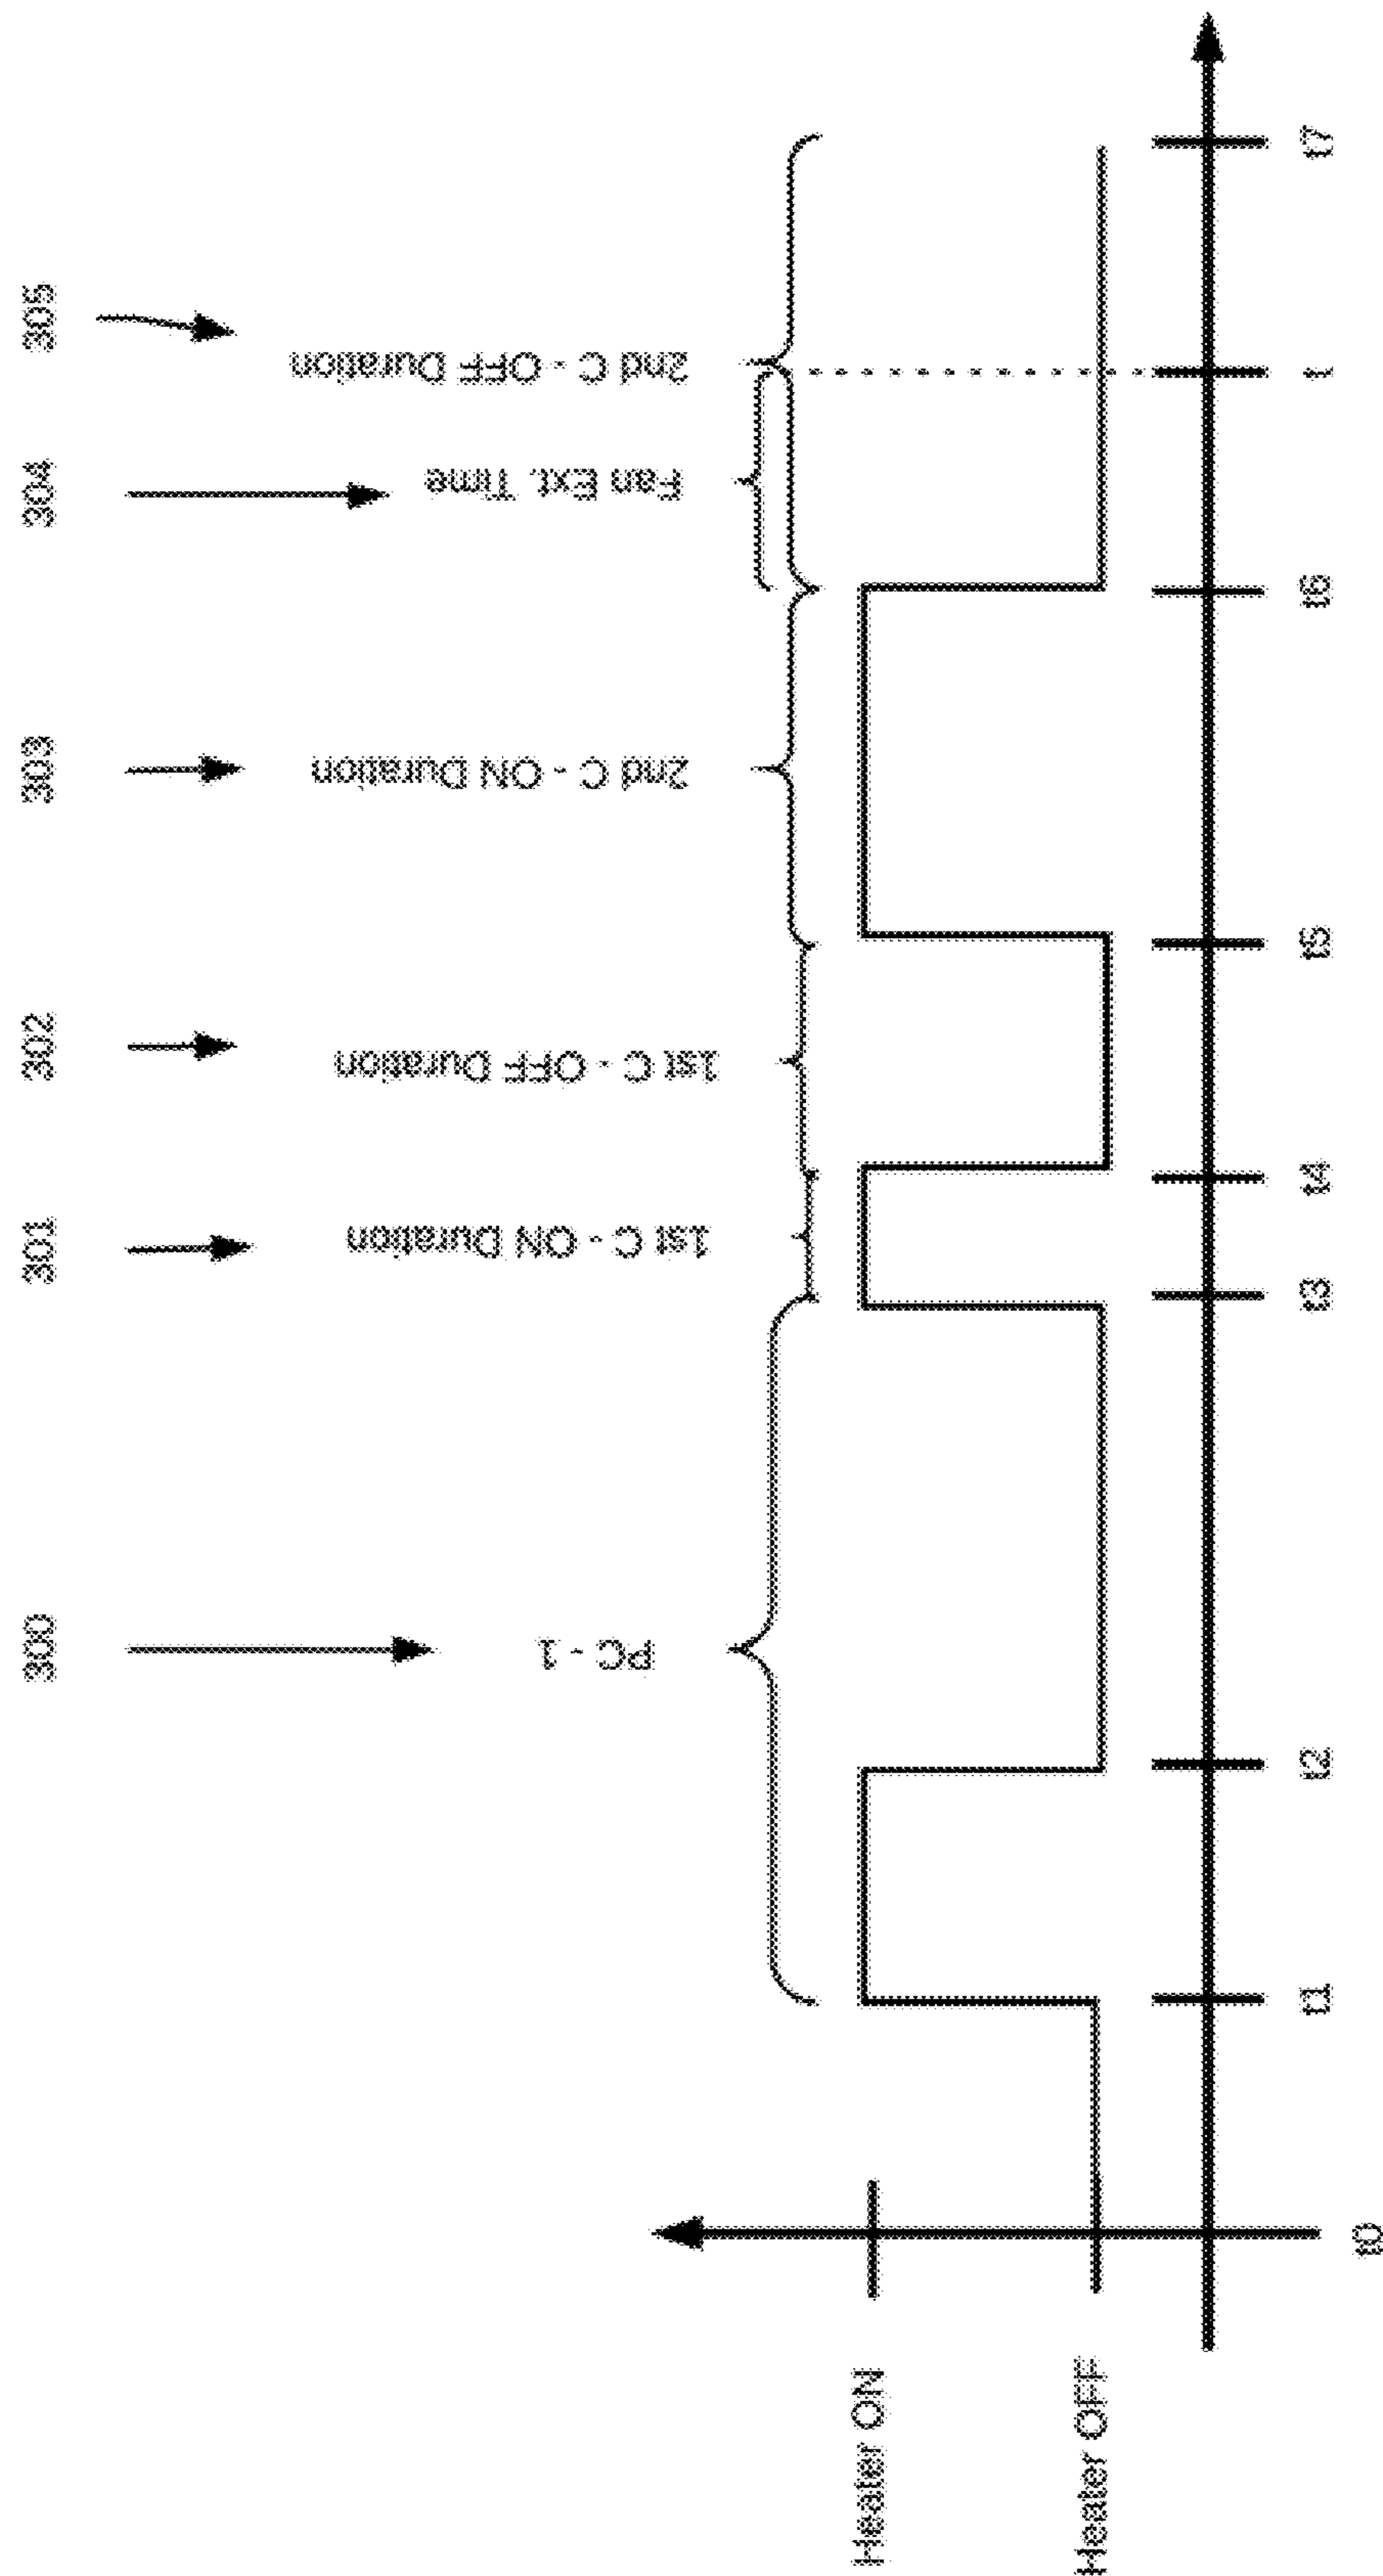 300
301
302
303
304
305
PC - 1
1st C - ON Duration
1st C - OFF Duration
2nd C - ON Duration
Fan Ext. Time
2nd C - OFF Duration
Heater ON
Heater OFF
t0
t1
t2
t3
t4
t5
t6
t
t7